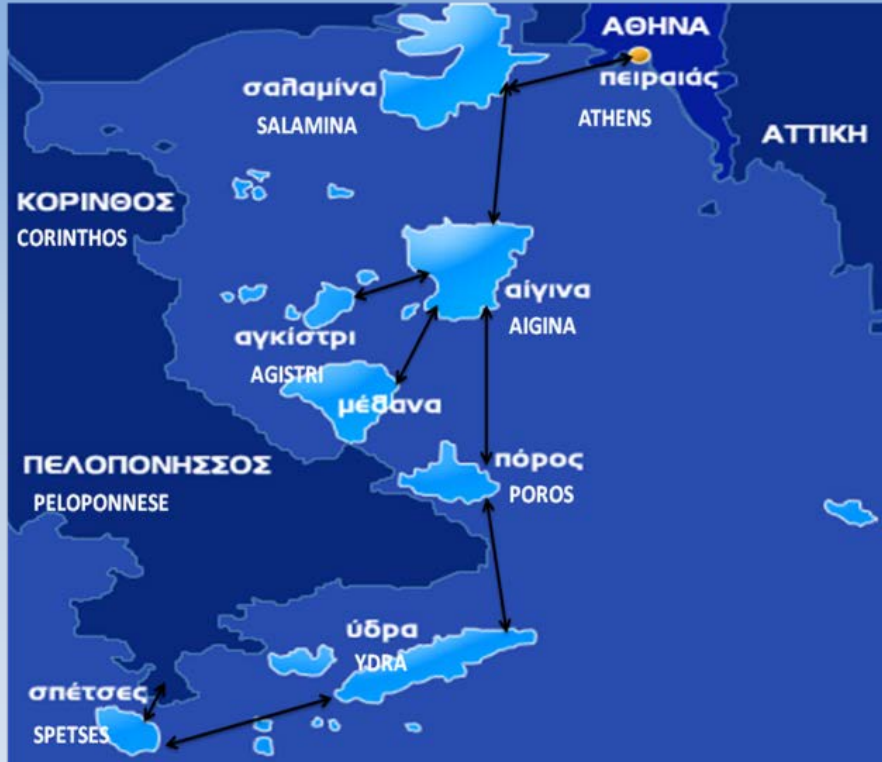 ΑΘΗΝΑ
πειραιάς
ATHENS
σαλαμίνα
SALAMINA
ΑΤΤΙΚΗ
ΚΟΡΙΝΘΟΣ
CORINTHOS
αίγινα
AIGINA
αγκίστρι
AGISTRI
μέθανα
ΠΕΛΟΠΟΝΗΣΣΟΣ
PELOPONNESE
πόρος
POROS
ύδρα
YDRA
σπέτσες
SPETSES